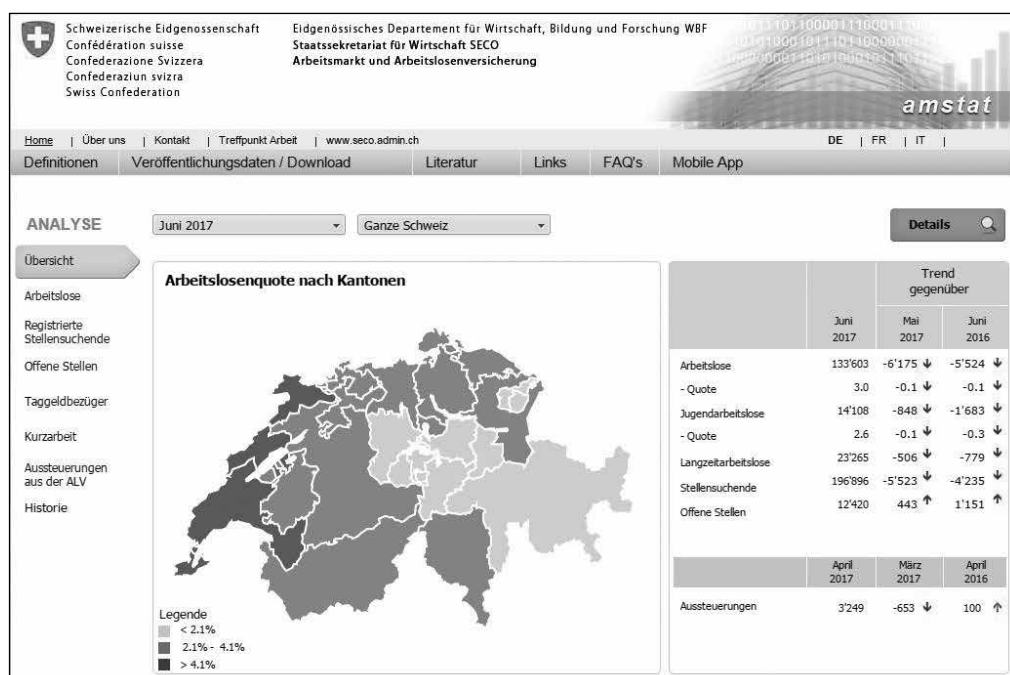 Schweizerische Eidgenossenschaft
Confédération suisse
Confederazione Svizzera
Confederaziun svizra
Swiss Confederation
Eidgenössisches Departement für Wirtschaft, Bildung und Forschung WBF
Staatssekretariat für Wirtschaft SECO
Arbeitsmarkt und Arbeitslosenversicherung
amstat
Home | Über uns | Kontakt | Treffpunkt Arbeit | www.seco.admin.ch DE | FR | IT |
Definitionen Veröffentlichungsdaten / Download Literatur Links FAQ's Mobile App
ANALYSE
Juni 2017 Ganze Schweiz Details
Übersicht
Arbeitslose
Registrierte
Stellensuchende
Offene Stellen
Taggeldbezüger
Kurzarbeit
Aussteuerungen
aus der ALV
Historie
Arbeitslosenquote nach Kantonen
Legende
< 2.1%
2.1% - 4.1%
> 4.1%
Trend
gegenüber
Juni Mai Juni
2017 2017 2016
Arbeitslose 133'603 -6'175 -5'524
- Quote 3.0 -0.1 -0.1
Jugendarbeitslose 14'108 -848 -1'683
- Quote 2.6 -0.1 -0.3
Langzeitarbeitslose 23'265 -506 -779
Stellensuchende 196'896 -5'523 -4'235
Offene Stellen 12'420 443 1'151
April März April
2017 2017 2016
Aussteuerungen 3'249 -653 100